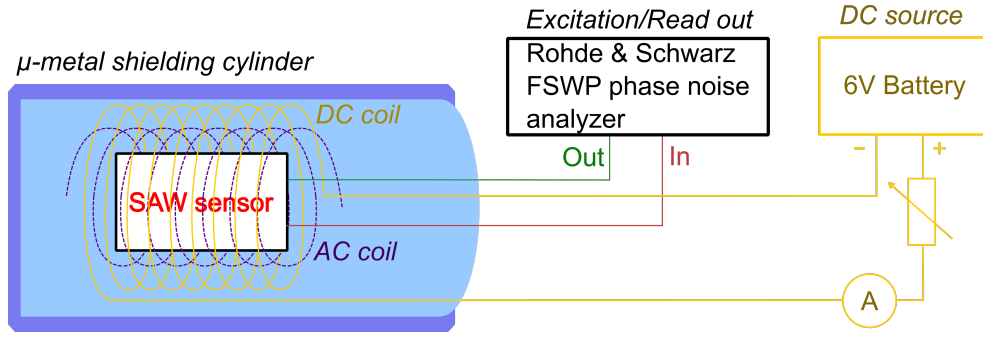 Excitation/Read out
DC source
μ-metal shielding cylinder
Rohde & Schwarz
FSWP phase noise
analyzer
6V Battery
DC coil
Out
In
-
+
SAW sensor
AC coil
A